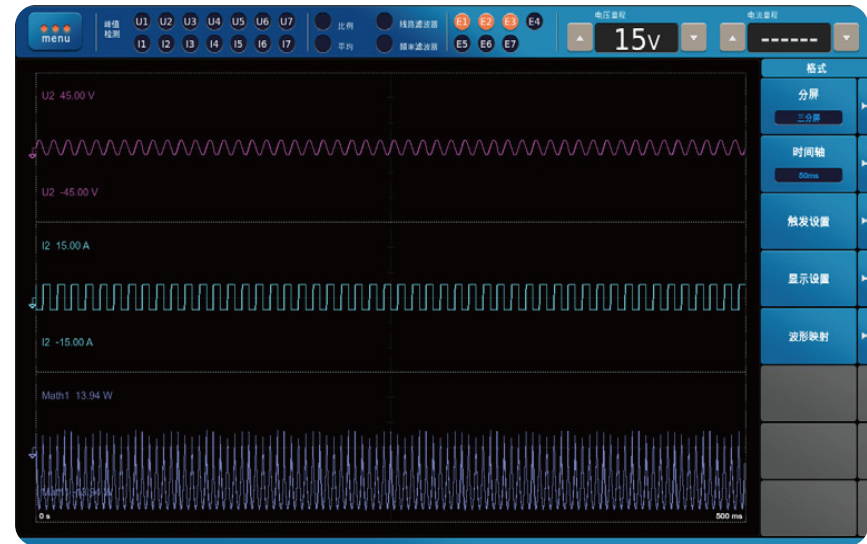 menu
峰值
检测
U1 U2 U3 U4 U5 U6 U7
I1 I2 I3 I4 I5 I6 I7
比例
平均
线路滤波器
频率滤波器
E1 E2 E3 E4
E5 E6 E7
电压量程
15V
电流量程
------
格式
分屏
三分屏
时间轴
50ms
触发设置
显示设置
波形映射
U2 45.00 V
U2 -45.00 V
I2 15.00 A
I2 -15.00 A
Math1 13.94 W
Math1 -13.94 W
0 s
500 ms